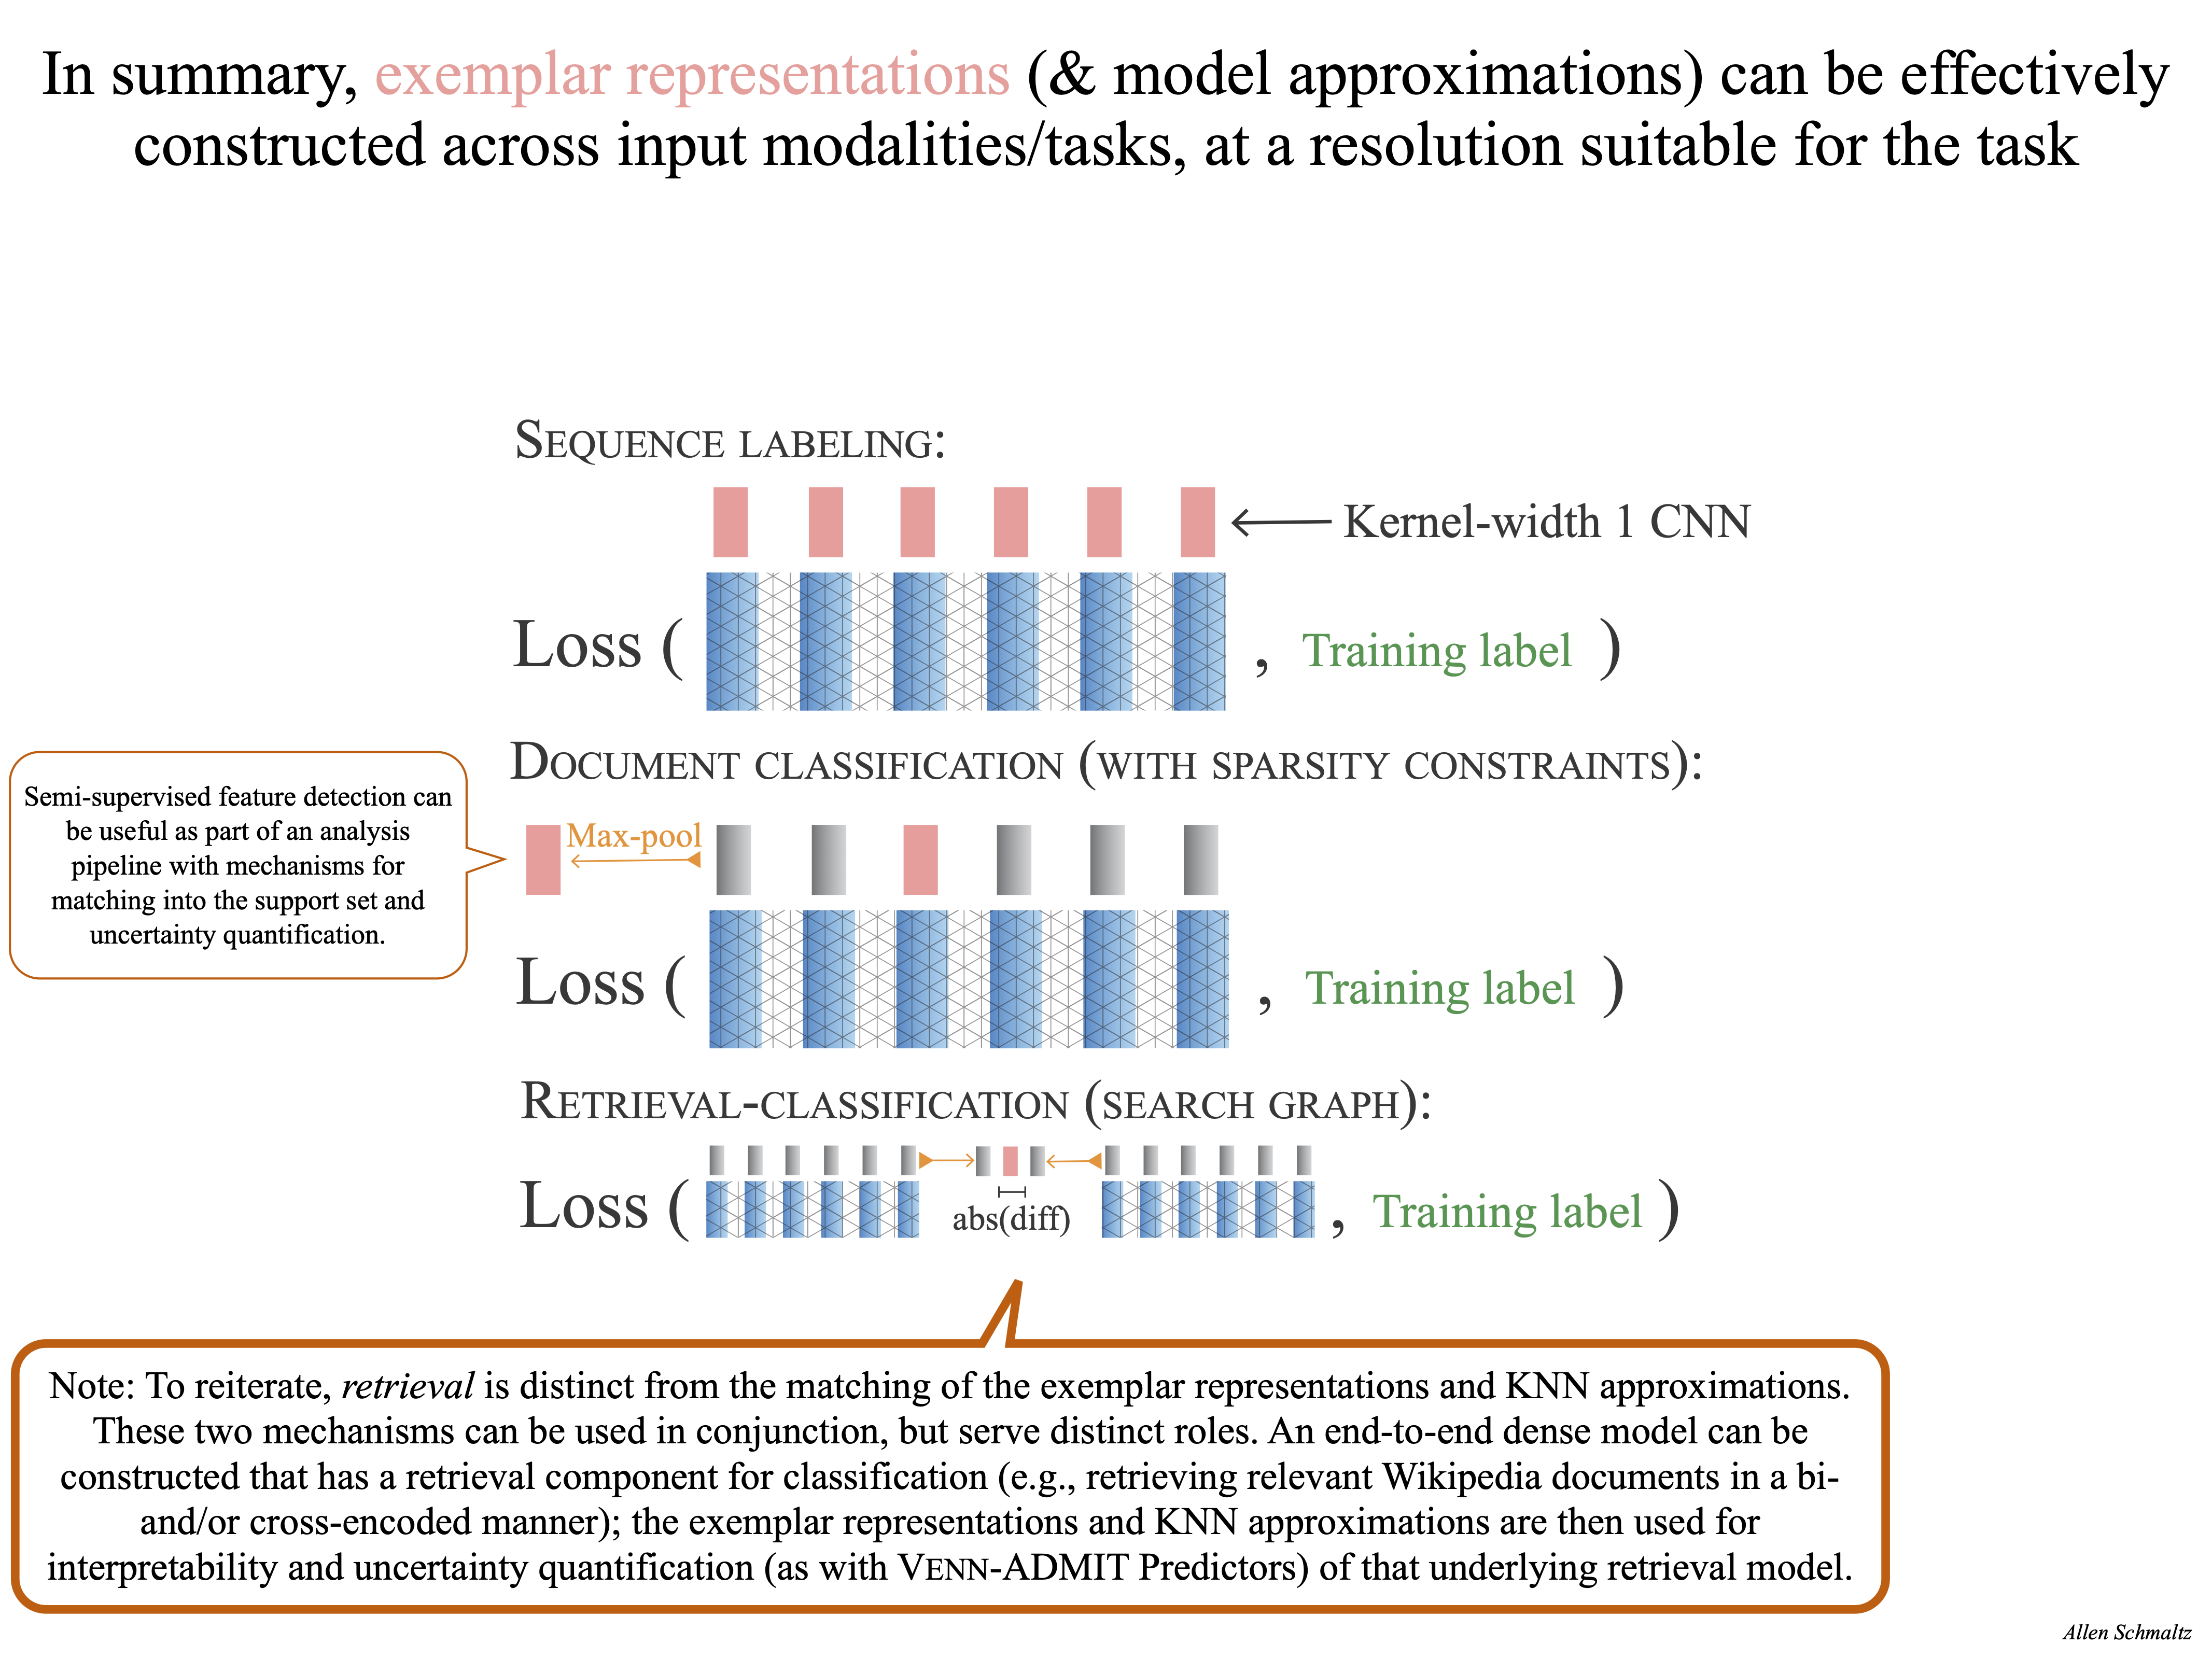 In summary, exemplar representations (& model approximations) can be effectively
constructed across input modalities/tasks, at a resolution suitable for the task
SEQUENCE LABELING:
Kernel-width 1 CNN
Loss ( , Training label )
DOCUMENT CLASSIFICATION (WITH SPARSITY CONSTRAINTS):
Semi-supervised feature detection can
be useful as part of an analysis
pipeline with mechanisms for
matching into the support set and
uncertainty quantification.
Max-pool
Loss ( , Training label )
RETRIEVAL-CLASSIFICATION (SEARCH GRAPH):
Loss ( abs(diff) , Training label )
Note: To reiterate, retrieval is distinct from the matching of the exemplar representations and KNN approximations.
These two mechanisms can be used in conjunction, but serve distinct roles. An end-to-end dense model can be
constructed that has a retrieval component for classification (e.g., retrieving relevant Wikipedia documents in a bi-
and/or cross-encoded manner); the exemplar representations and KNN approximations are then used for
interpretability and uncertainty quantification (as with VENN-ADMIT Predictors) of that underlying retrieval model.
Allen Schmaltz